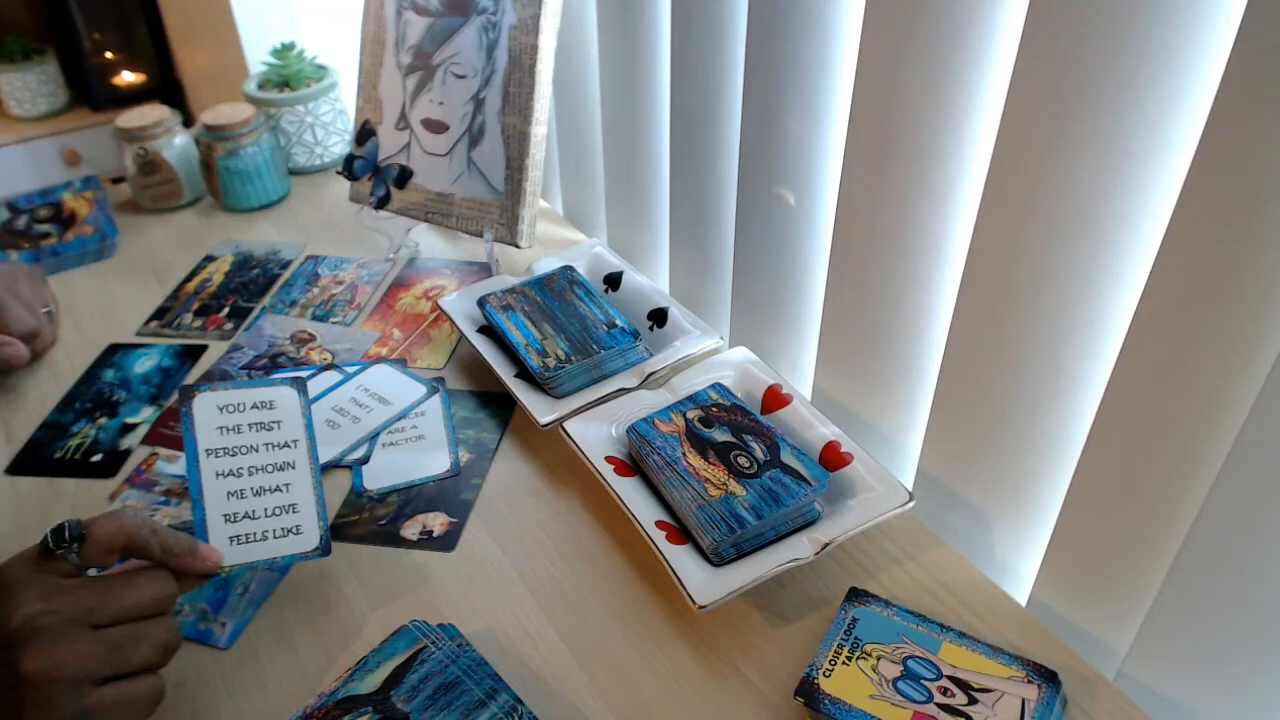 YOU ARE
THE FIRST
PERSON THAT
HAS SHOWN
ME WHAT
REAL LOVE
FEELS LIKE
I'M SORRY
THAT I
LIED TO
YOU
ARE A
FACTOR
CLOSER LOOK
TAROT